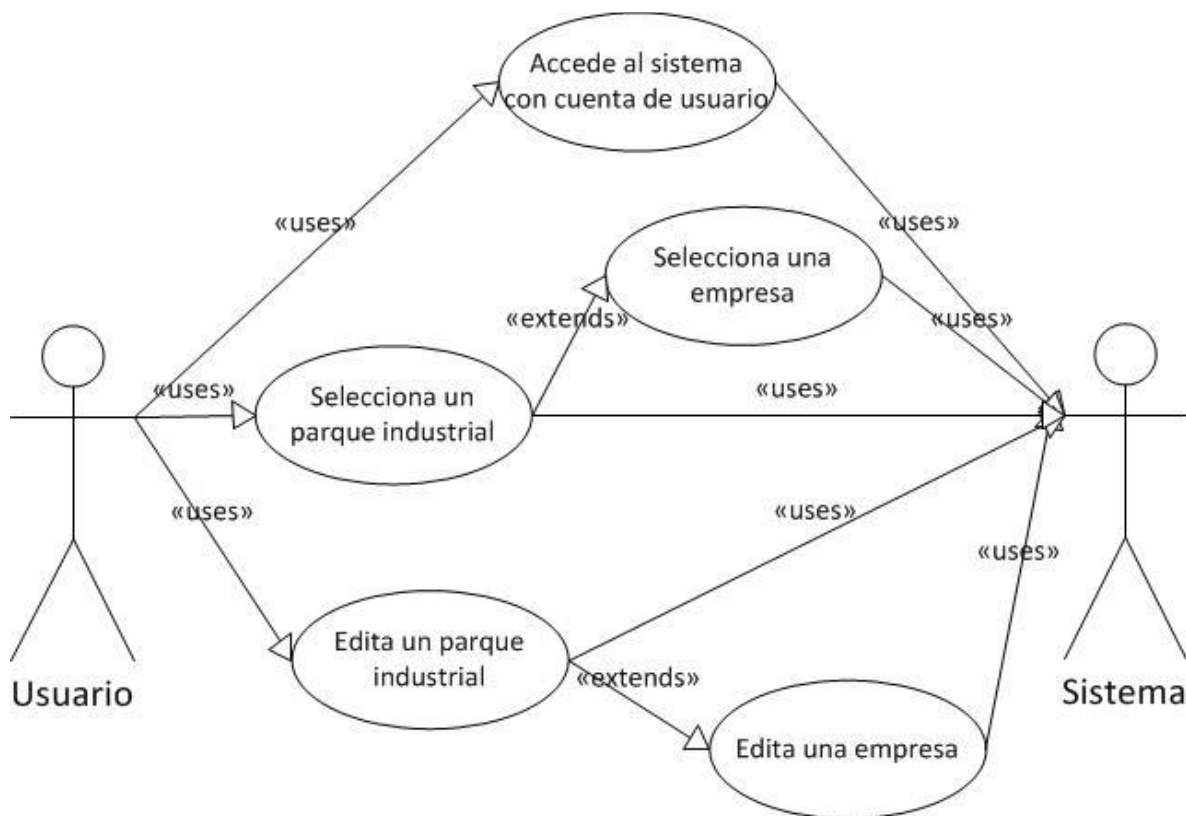 Accede al sistema
con cuenta de usuario
«uses»
«uses»
Selecciona una
empresa
«extends»
«uses»
«uses»
Selecciona un
parque industrial
«uses»
«uses»
«uses»
«uses»
Edita un parque
industrial
«extends»
Usuario
Sistema
Edita una empresa